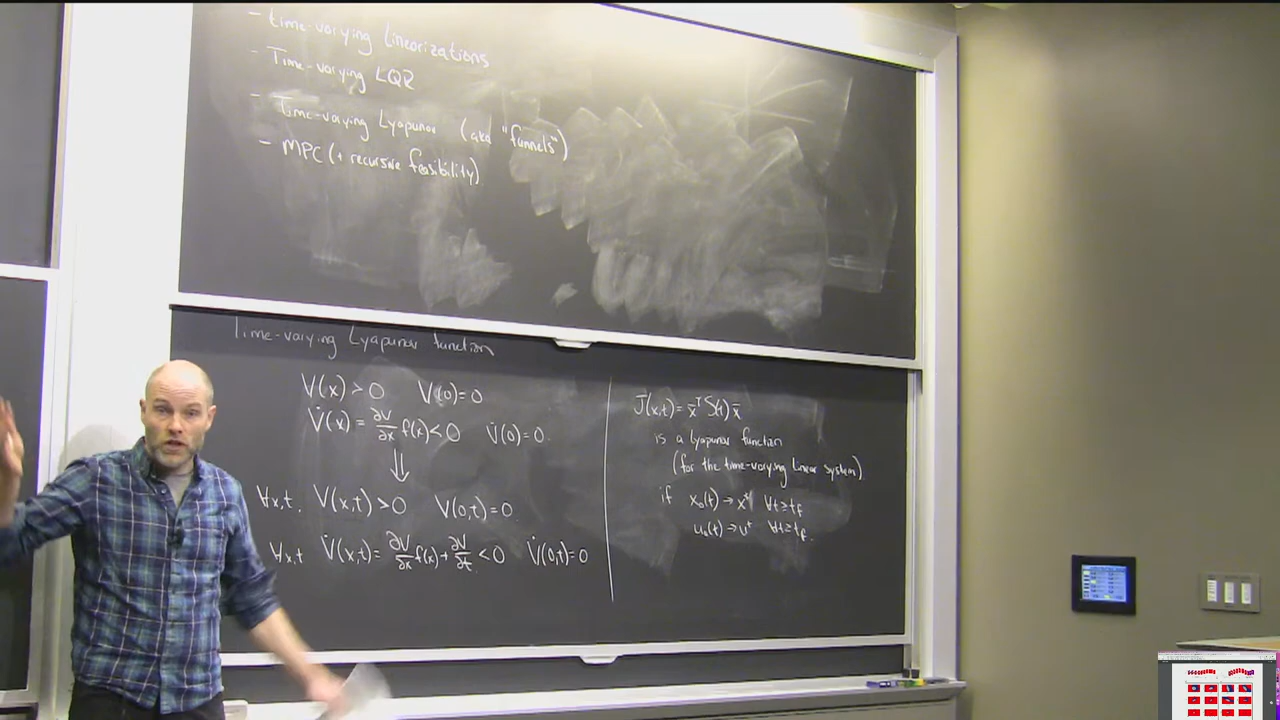 - time-varying Linearizations
- Time-varying LQR
- Time-varying Lyapunov (aka "funnels")
- MPC (+ recursive feasibility)
Time-varying Lyapunov function
V(x) > 0 V(0) = 0
V̇(x) = ∂V/∂x f(x) < 0 V̇(0) = 0.
⇓
∀x,t. V(x,t) > 0 V(0,t) = 0.
∀x,t V̇(x,t) = ∂V/∂x f(x) + ∂V/∂t < 0 V̇(0,t) = 0
J(x,t) = x̄ᵀS(t)x̄
is a Lyapunov function
(for the time-varying linear system).
if x₀(t) → x* ∀t ≥ t_f
u₀(t) → u* ∀t ≥ t_f.